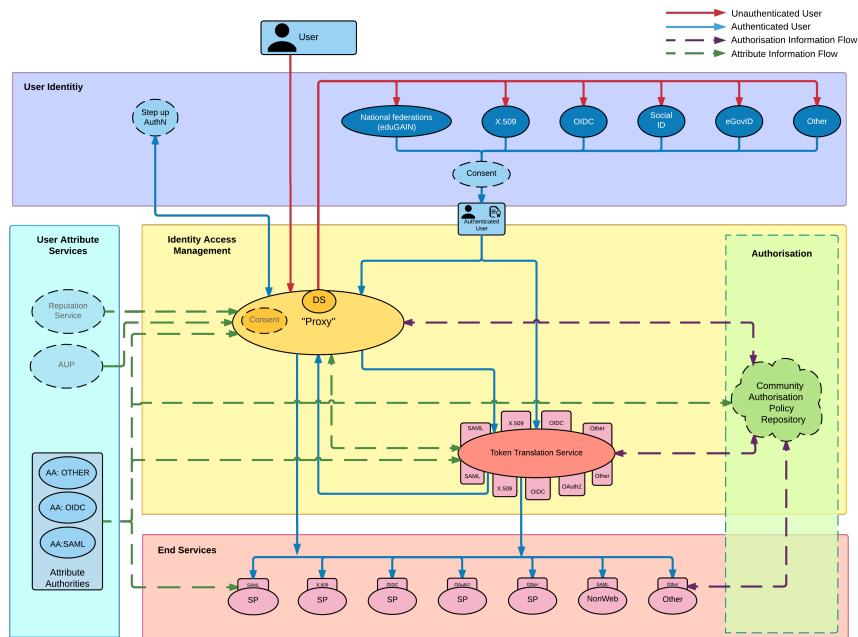 Unauthenticated User
Authenticated User
Authorisation Information Flow
Attribute Information Flow
User
User Identitiy
Step up
AuthN
National federations
(eduGAIN)
X.509
OIDC
Social
ID
eGovID
Other
Consent
Authenticated
User
User Attribute
Services
Identity Access
Management
Authorisation
Reputation
Service
AUP
DS
Consent
"Proxy"
Community
Authorisation
Policy
Repository
SAML
X.509
OIDC
Other
Token Translation Service
SAML
X.509
OIDC
OAuth2
Other
AA: OTHER
AA: OIDC
AA:SAML
Attribute
Authorities
End Services
SAML
X.509
OIDC
OAuth2
Other
SAML
Other
SP
SP
SP
SP
SP
NonWeb
Other